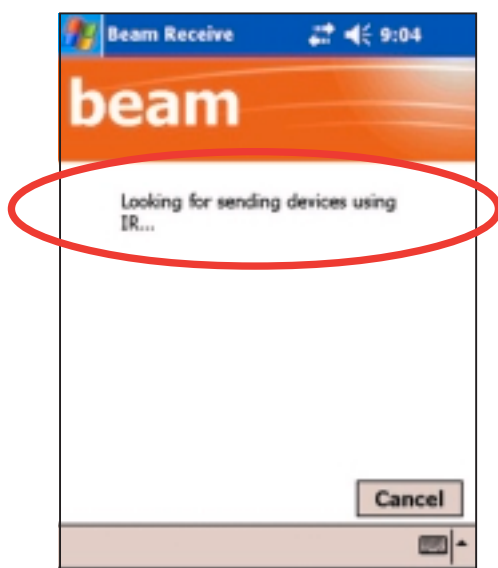 Beam Receive 9:04
beam
Looking for sending devices using
IR...
Cancel